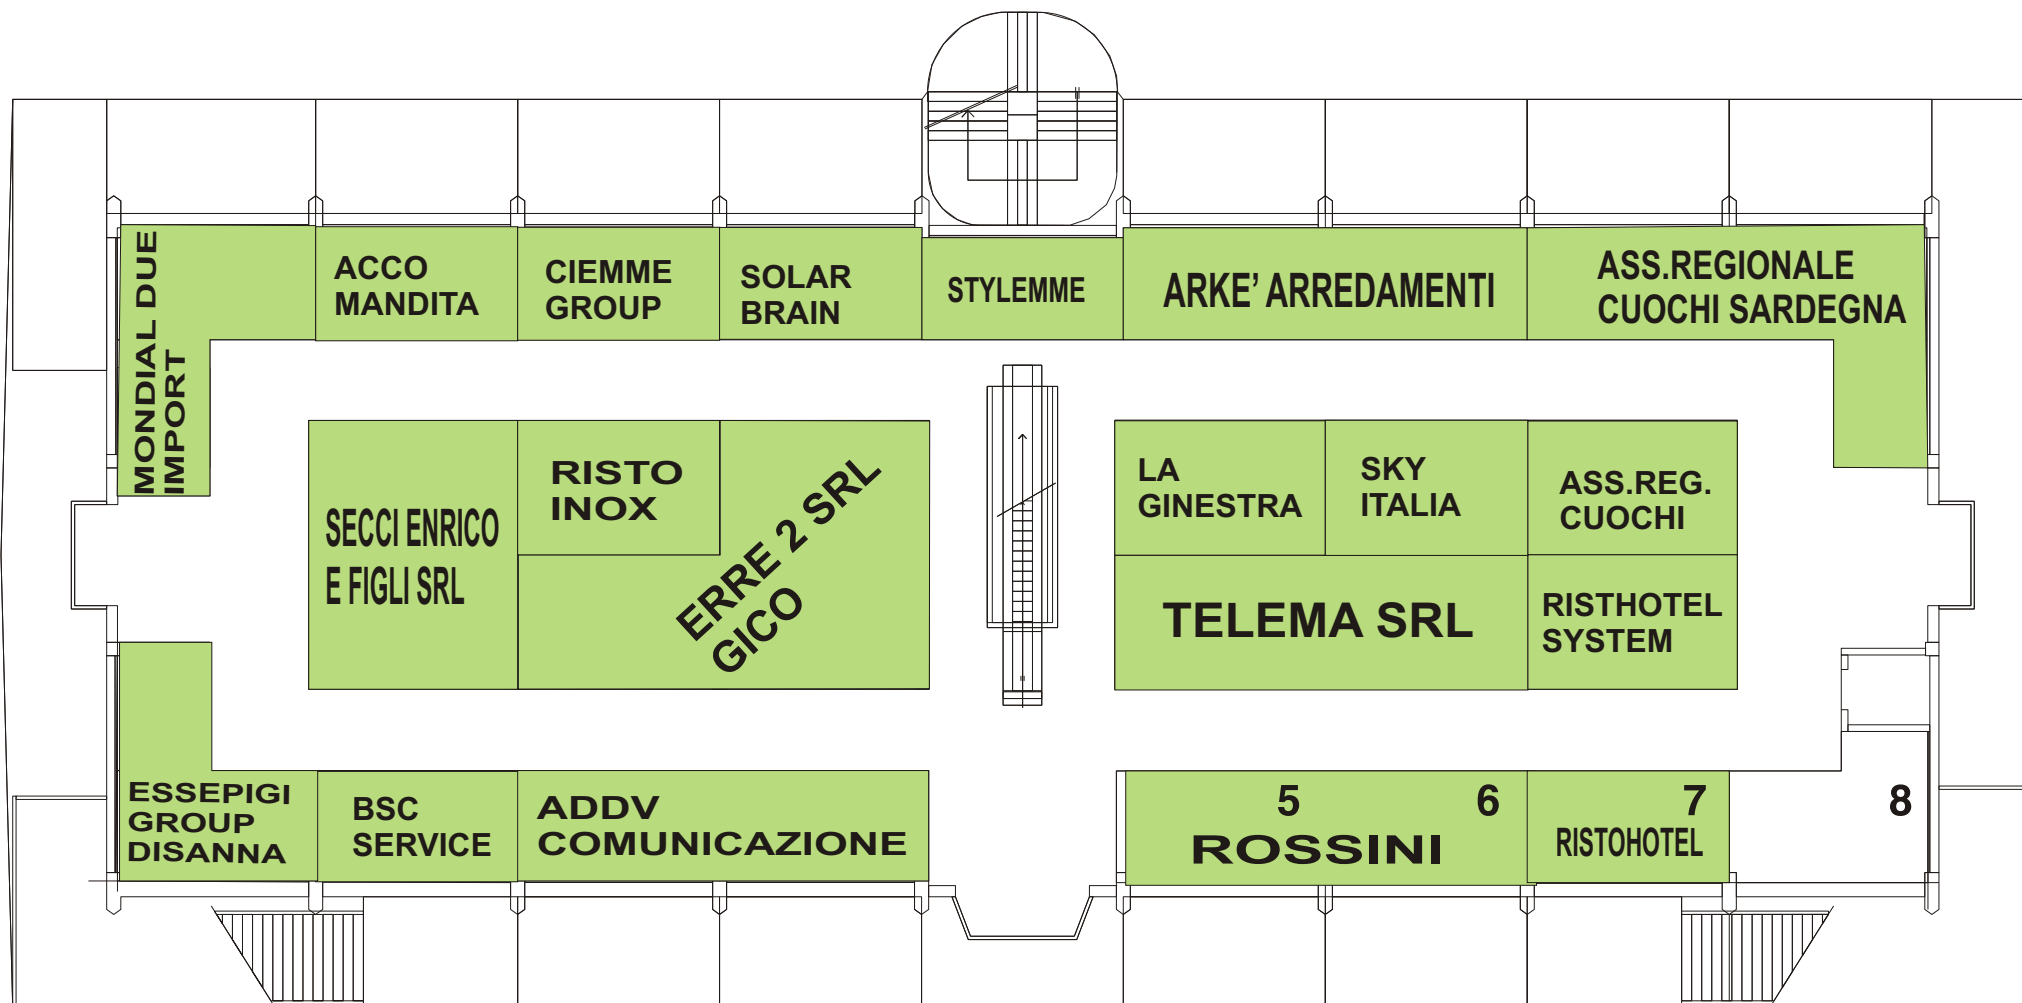 MONDIAL DUE
IMPORT
ACCO
MANDITA
CIEMME
GROUP
SOLAR
BRAIN
STYLEMME
ARKE’ ARREDAMENTI
ASS.REGIONALE
CUOCHI SARDEGNA
SECCI ENRICO
E FIGLI SRL
RISTO
INOX
ERRE 2 SRL
GICO
LA
GINESTRA
SKY
ITALIA
ASS.REG.
CUOCHI
TELEMA SRL
RISTHOTEL
SYSTEM
ESSEPIGI
GROUP
DISANNA
BSC
SERVICE
ADDV
COMUNICAZIONE
5 6
ROSSINI
7
RISTOHOTEL
8